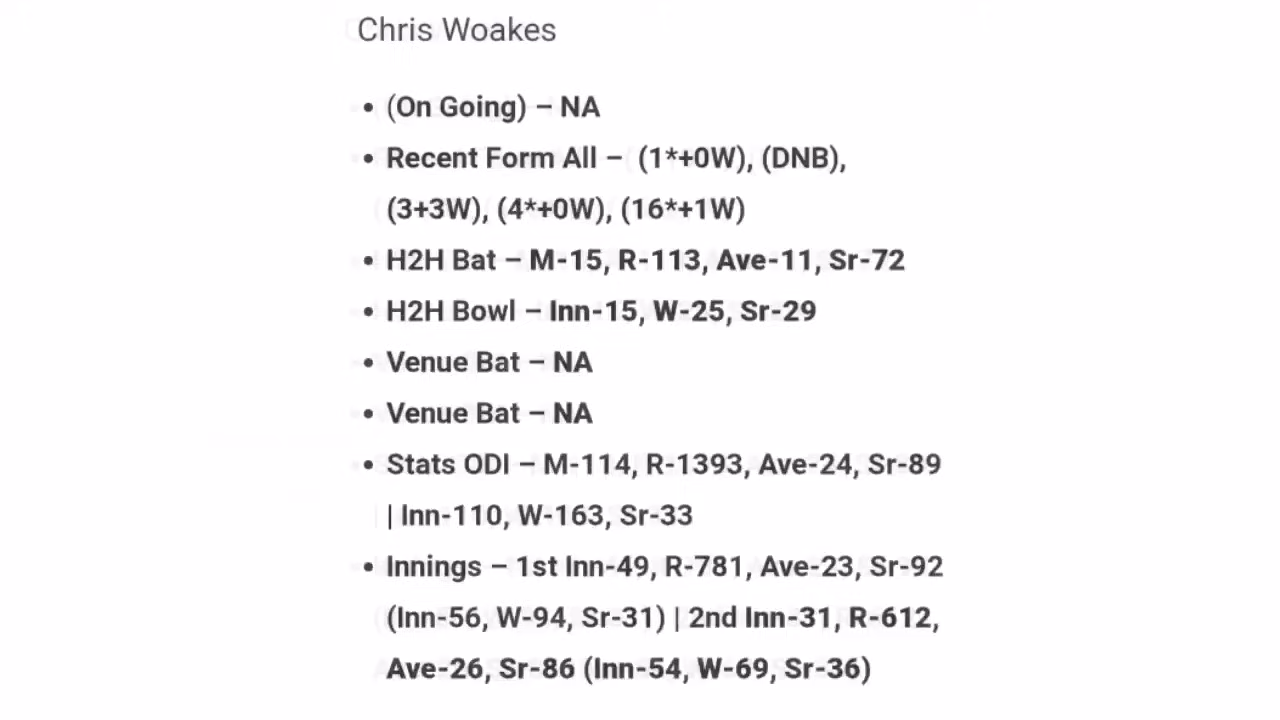 Chris Woakes
• (On Going) – NA
• Recent Form All – (1*+0W), (DNB),
(3+3W), (4*+0W), (16*+1W)
• H2H Bat – M-15, R-113, Ave-11, Sr-72
• H2H Bowl – Inn-15, W-25, Sr-29
• Venue Bat – NA
• Venue Bat – NA
• Stats ODI – M-114, R-1393, Ave-24, Sr-89
| Inn-110, W-163, Sr-33
• Innings – 1st Inn-49, R-781, Ave-23, Sr-92
(Inn-56, W-94, Sr-31) | 2nd Inn-31, R-612,
Ave-26, Sr-86 (Inn-54, W-69, Sr-36)